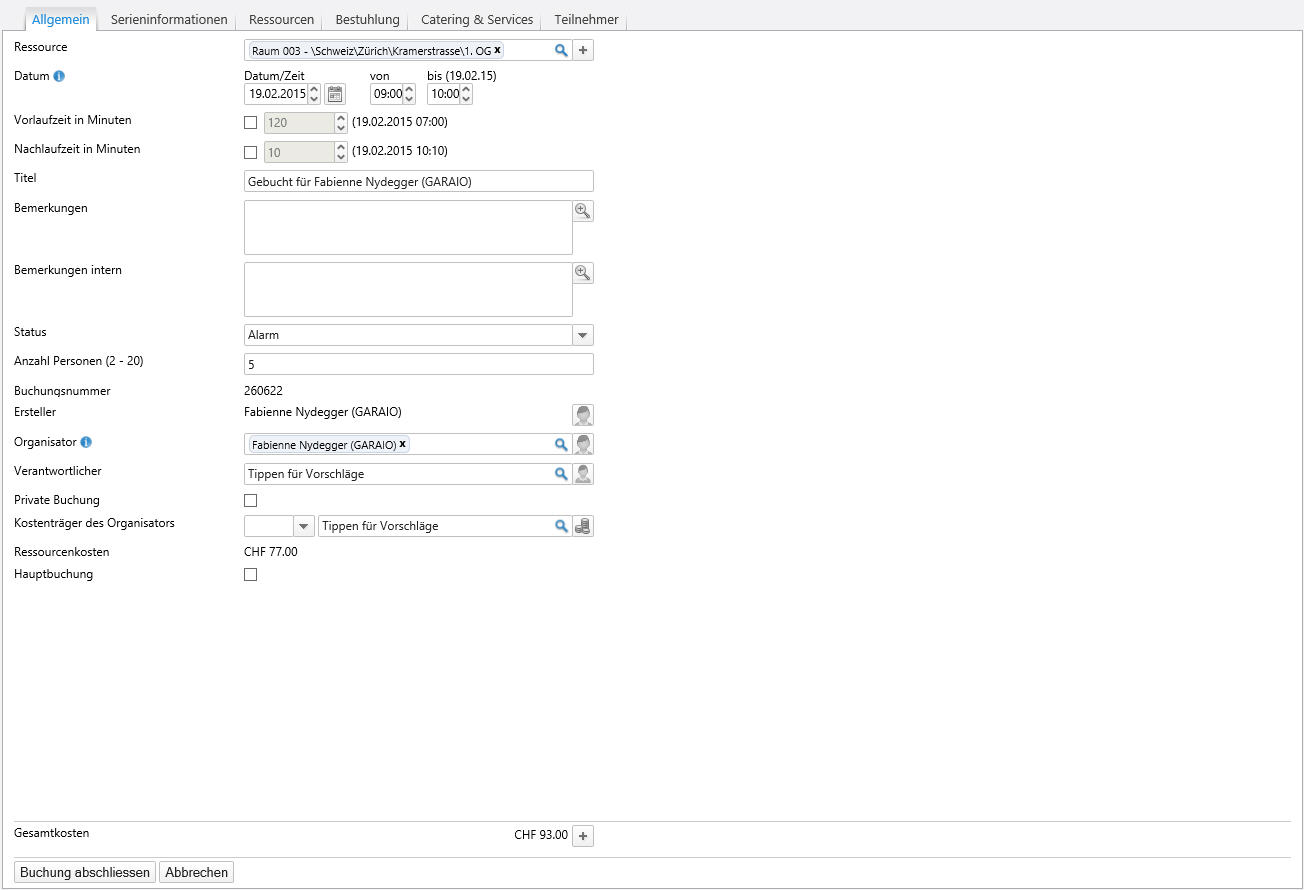 Allgemein Serieninformationen Ressourcen Bestuhlung Catering & Services Teilnehmer
Ressource Raum 003 - \Schweiz\Zürich\Kramerstrasse\1. OG x +
Datum Datum/Zeit von bis (19.02.15)
19.02.2015 09:00 10:00
Vorlaufzeit in Minuten 120 (19.02.2015 07:00)
Nachlaufzeit in Minuten 10 (19.02.2015 10:10)
Titel Gebucht für Fabienne Nydegger (GARAIO)
Bemerkungen
Bemerkungen intern
Status Alarm
Anzahl Personen (2 - 20) 5
Buchungsnummer 260622
Ersteller Fabienne Nydegger (GARAIO)
Organisator Fabienne Nydegger (GARAIO) x
Verantwortlicher Tippen für Vorschläge
Private Buchung
Kostenträger des Organisators Tippen für Vorschläge
Ressourcenkosten CHF 77.00
Hauptbuchung
Gesamtkosten CHF 93.00 +
Buchung abschliessen Abbrechen